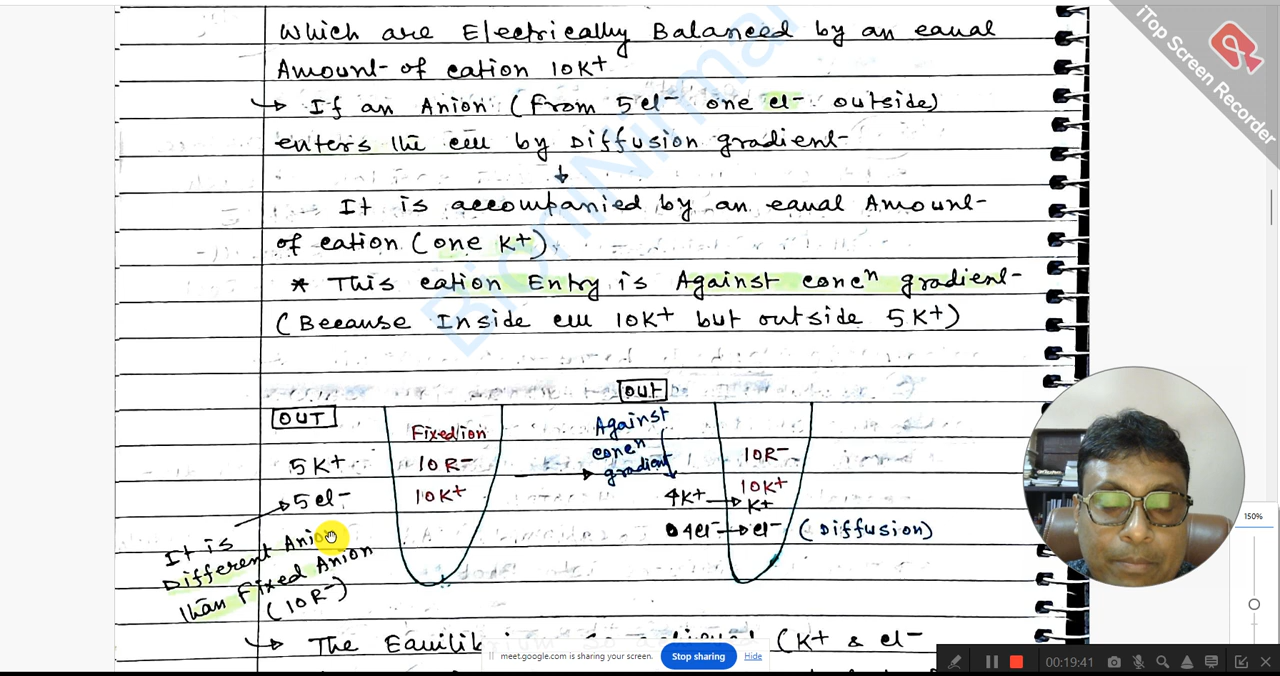 Which are Electrically Balanced by an equal
Amount of cation 10K+
↳ If an Anion (From 5cl- one cl- outside)
enters the cell by Diffusion gradient
↓
It is accompanied by an equal Amount
of cation (one K+)
* This cation Entry is Against concn gradient
(Because Inside cell 10K+ but outside 5K+)
OUT
5K+
5cl-
It is
Different Anion
than Fixed Anion
(10R-)
Fixed ion
10R-
10K+
OUT
Against
concn
gradient
4K+ → K+
4cl- → cl- (Diffusion)
10R-
10K+
↳ The
(K+ & cl-
iTop Screen Recorder
150%
meet.google.com is sharing your screen.
Stop sharing
Hide
00:19:41